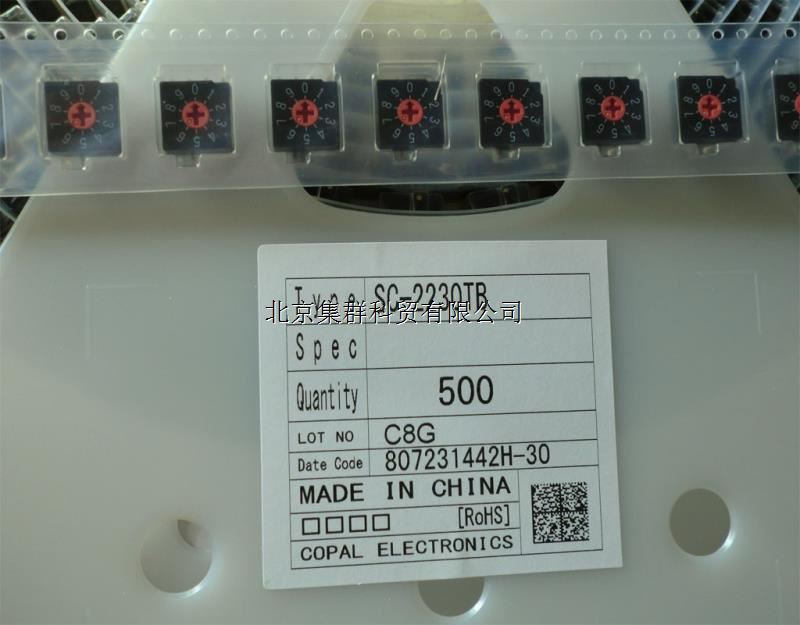 Type SC-2230TB
北京集群科贸有限公司
Spec
Quantity 500
LOT NO C8G
Date Code 807231442H-30
MADE IN CHINA
□□□□ [RoHS]
COPAL ELECTRONICS